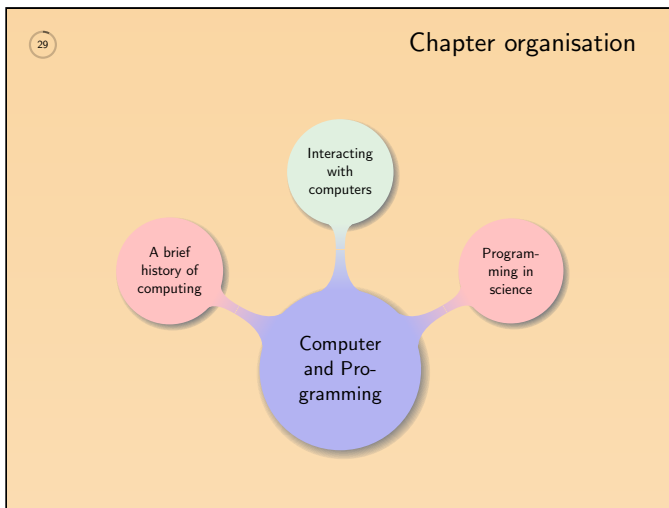 29
Chapter organisation
Interacting
with
computers
A brief
history of
computing
Program-
ming in
science
Computer
and Pro-
gramming